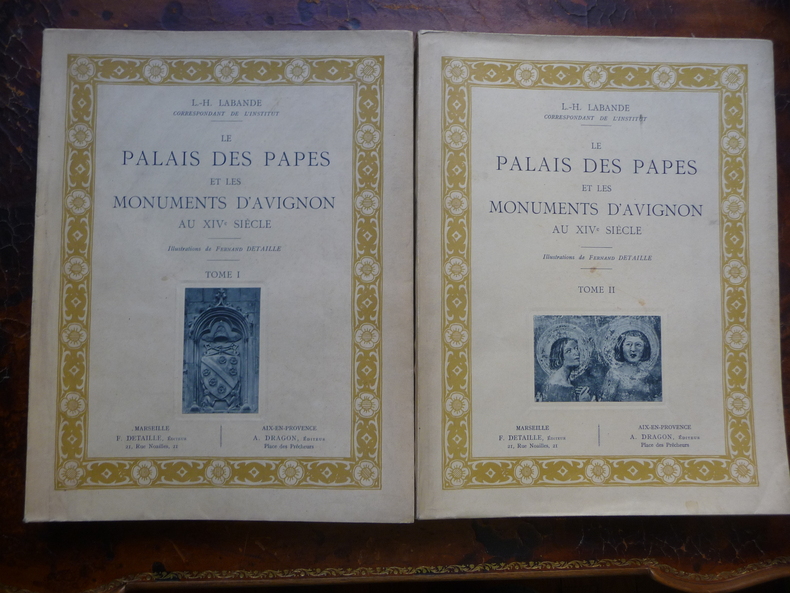 L.-H. LABANDE
CORRESPONDANT DE L'INSTITUT
LE
PALAIS DES PAPES
ET LES
MONUMENTS D'AVIGNON
AU XIVe SIÈCLE
Illustrations de FERNAND DETAILLE
TOME I
MARSEILLE
F. DETAILLE, ÉDITEUR
21, Rue Noailles, 21
AIX-EN-PROVENCE
A. DRAGON, ÉDITEUR
Place des Prêcheurs
L.-H. LABANDE
CORRESPONDANT DE L'INSTITUT
LE
PALAIS DES PAPES
ET LES
MONUMENTS D'AVIGNON
AU XIVe SIÈCLE
Illustrations de FERNAND DETAILLE
TOME II
MARSEILLE
F. DETAILLE, ÉDITEUR
21, Rue Noailles, 21
AIX-EN-PROVENCE
A. DRAGON, ÉDITEUR
Place des Prêcheurs